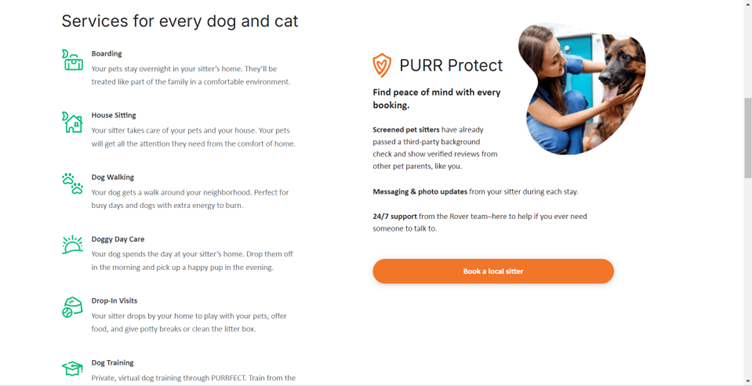 Services for every dog and cat
Boarding
Your pets stay overnight in your sitter's home. They'll be
treated like part of the family in a comfortable environment.
House Sitting
Your sitter takes care of your pets and your house. Your pets
will get all the attention they need from the comfort of home.
Dog Walking
Your dog gets a walk around your neighborhood. Perfect for
busy days and dogs with extra energy to burn.
Doggy Day Care
Your dog spends the day at your sitter's home. Drop them off
in the morning and pick up a happy pup in the evening.
Drop-In Visits
Your sitter drops by your home to play with your pets, offer
food, and give potty breaks or clean the litter box.
Dog Training
Private, virtual dog training through PURRFECT. Train from the
PURR Protect
Find peace of mind with every
booking.
Screened pet sitters have already
passed a third-party background
check and show verified reviews from
other pet parents, like you.
Messaging & photo updates from your sitter during each stay.
24/7 support from the Rover team–here to help if you ever need
someone to talk to.
Book a local sitter